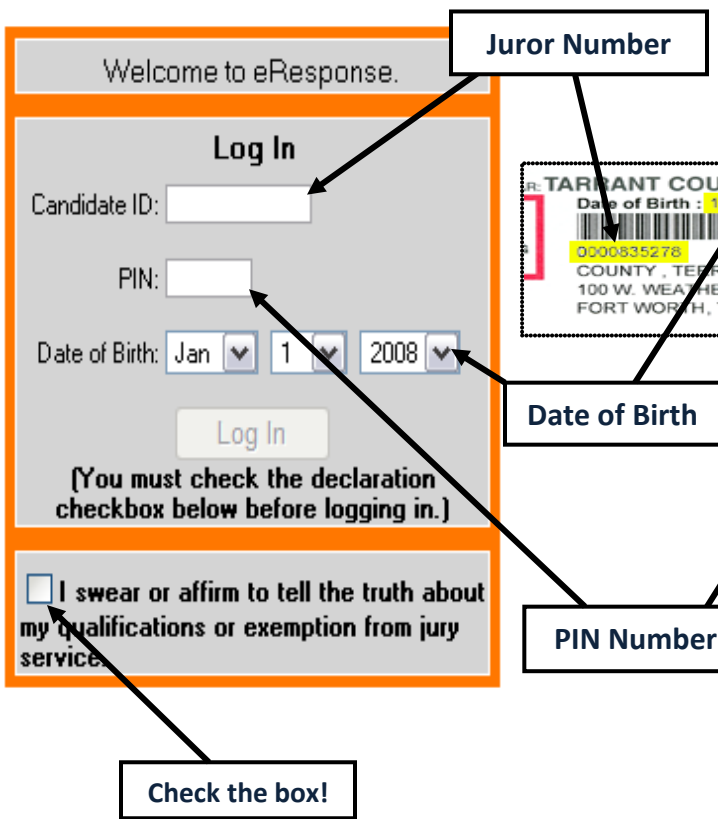 Juror Number
Welcome to eResponse.
Log In
Candidate ID:
PIN:
Date of Birth: Jan 1 2008
Log In
(You must check the declaration
checkbox below before logging in.)
I swear or affirm to tell the truth about
my qualifications or exemption from jury
service.
R: TARRANT COU
Date of Birth : 1
0000835278
COUNTY , TERR
100 W. WEATHE
FORT WORTH,
Date of Birth
PIN Number
Check the box!